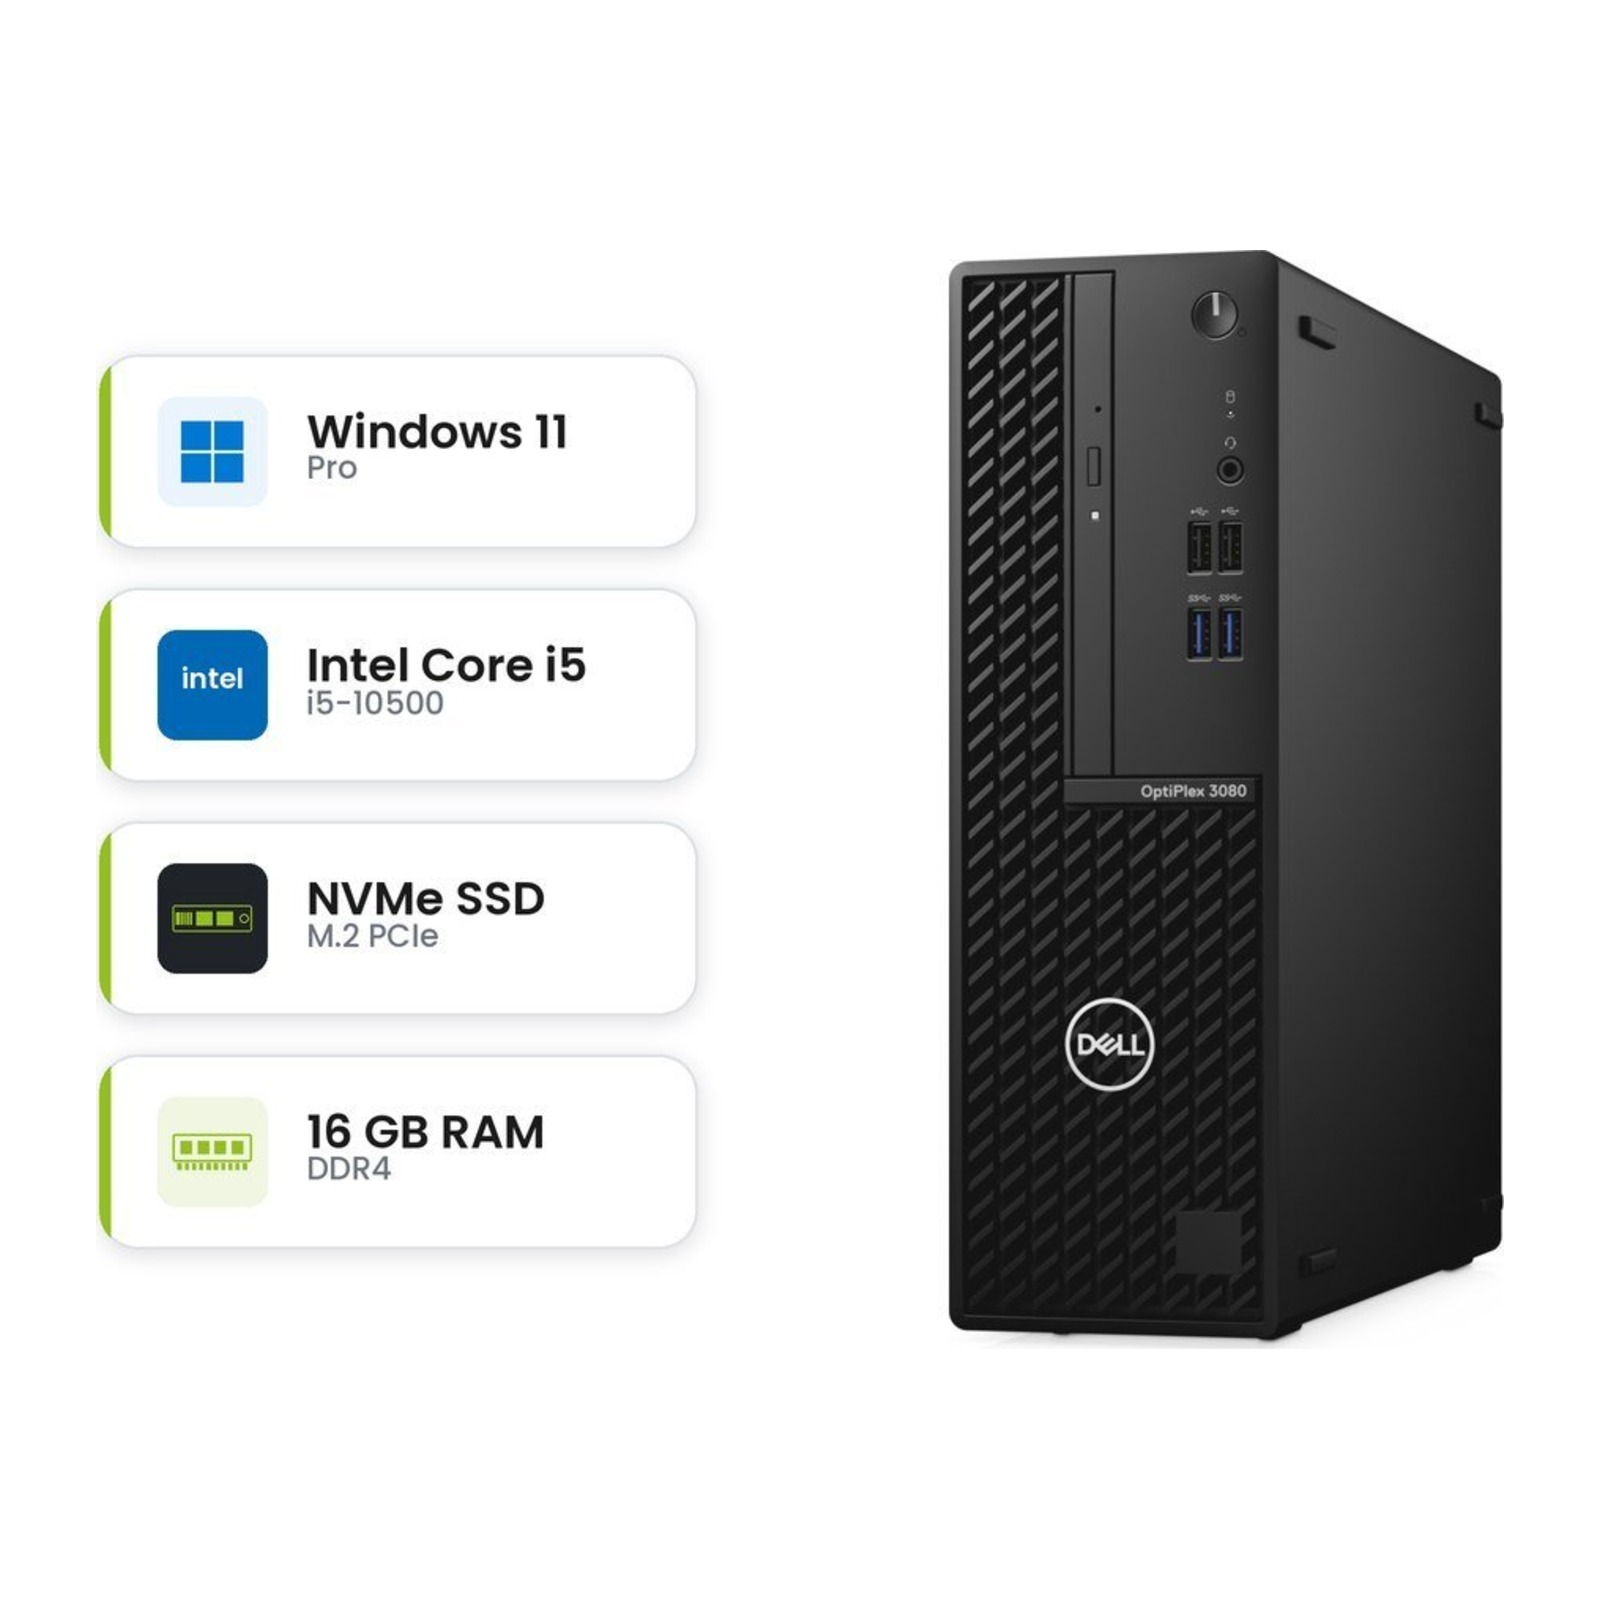 Windows 11
Pro
intel
Intel Core i5
i5-10500
NVMe SSD
M.2 PCIe
16 GB RAM
DDR4
OptiPlex 3080
DELL